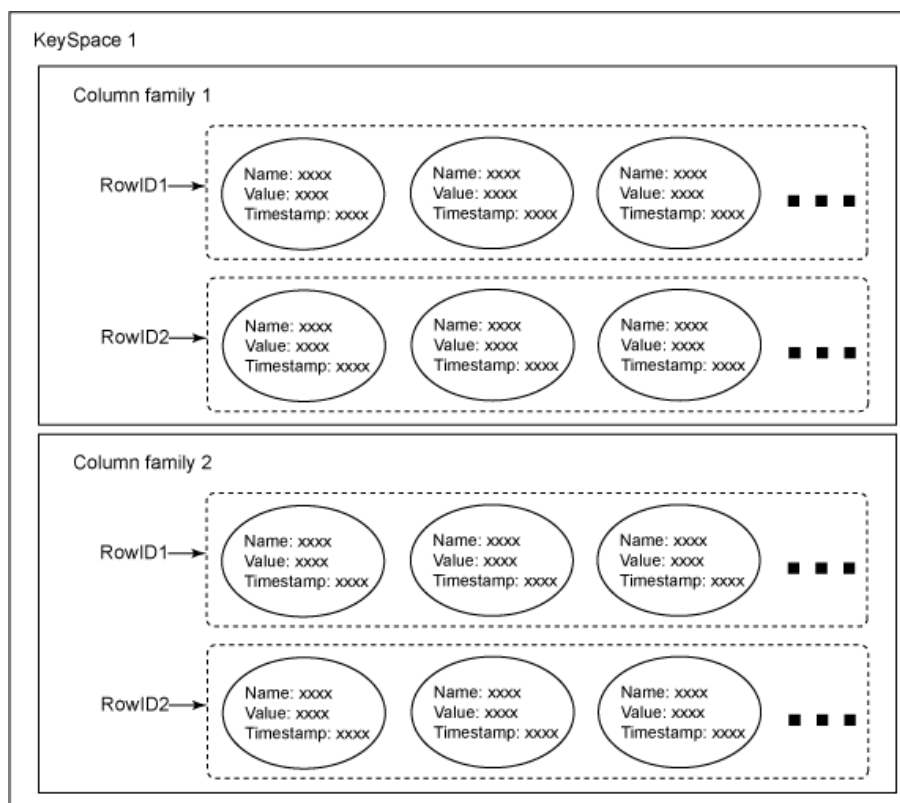 KeySpace 1
Column family 1
RowID1
Name: xxxx
Value: xxxx
Timestamp: xxxx
Name: xxxx
Value: xxxx
Timestamp: xxxx
Name: xxxx
Value: xxxx
Timestamp: xxxx
RowID2
Name: xxxx
Value: xxxx
Timestamp: xxxx
Name: xxxx
Value: xxxx
Timestamp: xxxx
Name: xxxx
Value: xxxx
Timestamp: xxxx
Column family 2
RowID1
Name: xxxx
Value: xxxx
Timestamp: xxxx
Name: xxxx
Value: xxxx
Timestamp: xxxx
Name: xxxx
Value: xxxx
Timestamp: xxxx
RowID2
Name: xxxx
Value: xxxx
Timestamp: xxxx
Name: xxxx
Value: xxxx
Timestamp: xxxx
Name: xxxx
Value: xxxx
Timestamp: xxxx